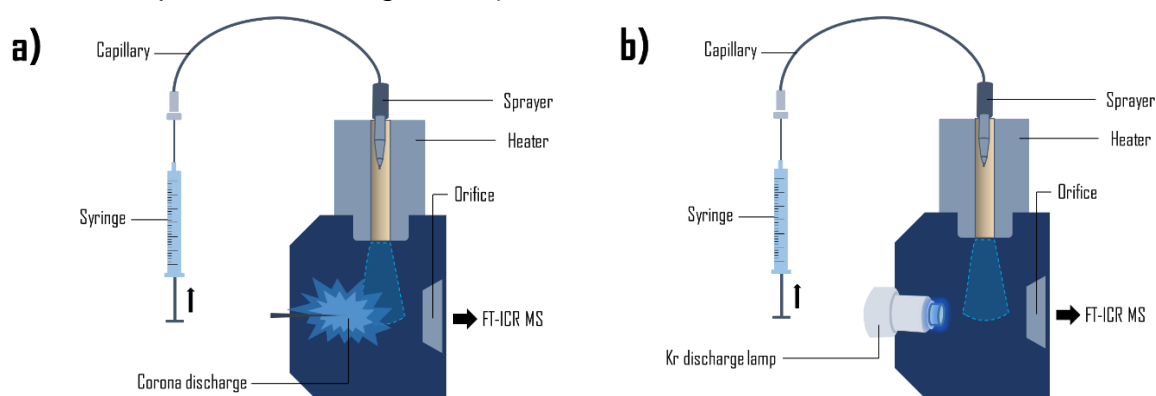 a)
Capillary
Sprayer
Heater
Orifice
Syringe
FT-ICR MS
Corona discharge
b)
Capillary
Sprayer
Heater
Orifice
Syringe
FT-ICR MS
Kr discharge lamp